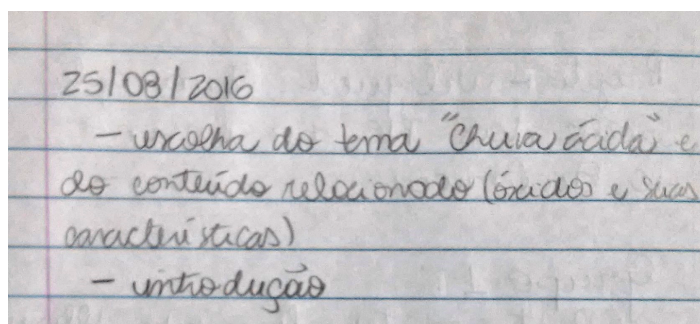 25/08/2016
- escolha do tema "Chuva ácida" e
do conteúdo relacionado (óxidos e suas
características)
- introdução